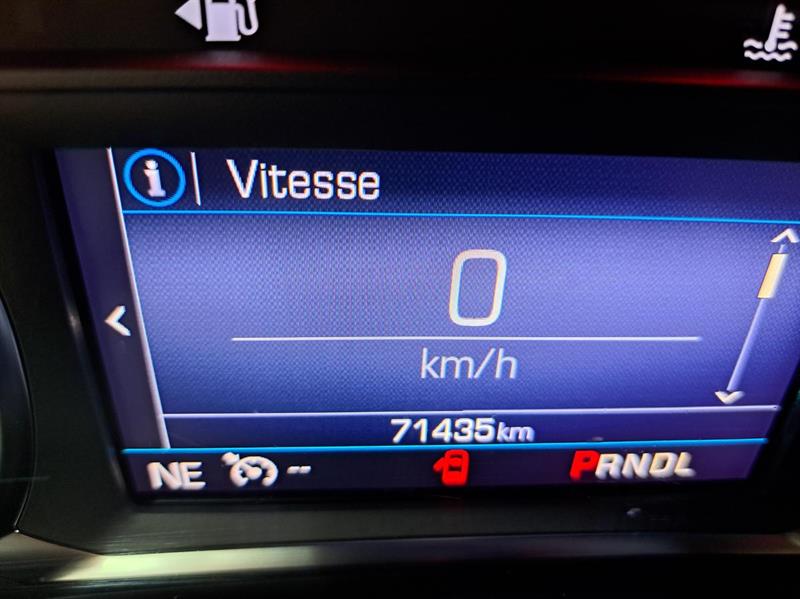 Vitesse
0
km/h
71435km
NE -- PRNDL